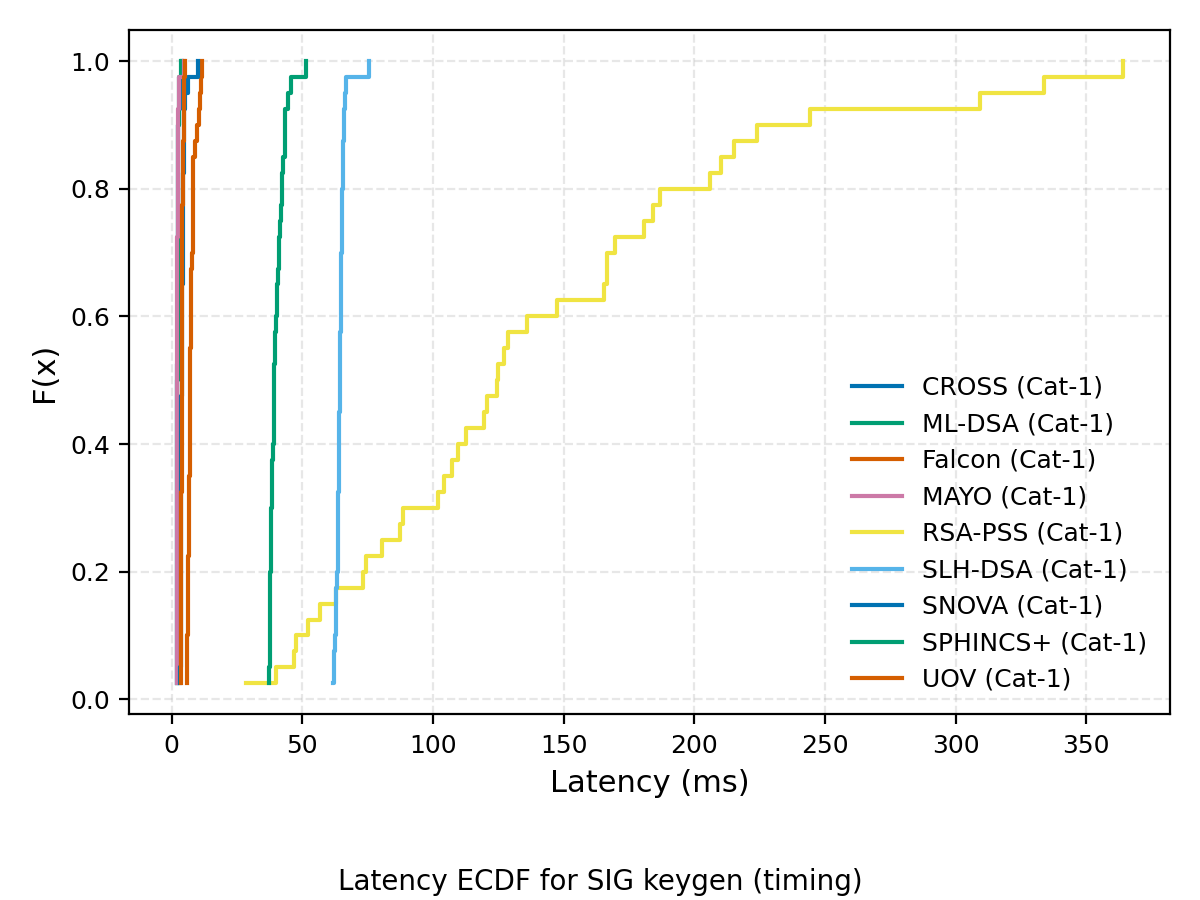 1.0
0.8
0.6
0.4
0.2
0.0
F(x)
CROSS (Cat-1)
ML-DSA (Cat-1)
Falcon (Cat-1)
MAYO (Cat-1)
RSA-PSS (Cat-1)
SLH-DSA (Cat-1)
SNOVA (Cat-1)
SPHINCS+ (Cat-1)
UOV (Cat-1)
0 50 100 150 200 250 300 350
Latency (ms)
Latency ECDF for SIG keygen (timing)